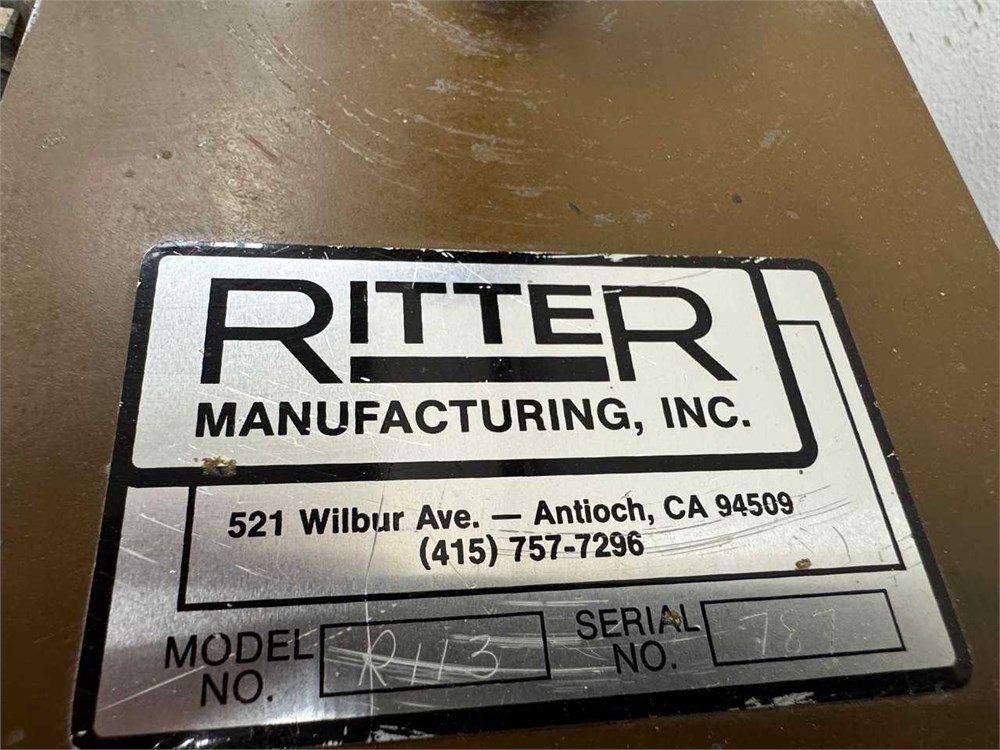 RITTER
MANUFACTURING, INC.
521 Wilbur Ave. — Antioch, CA 94509
(415) 757-7296
MODEL NO. R113
SERIAL NO. 787